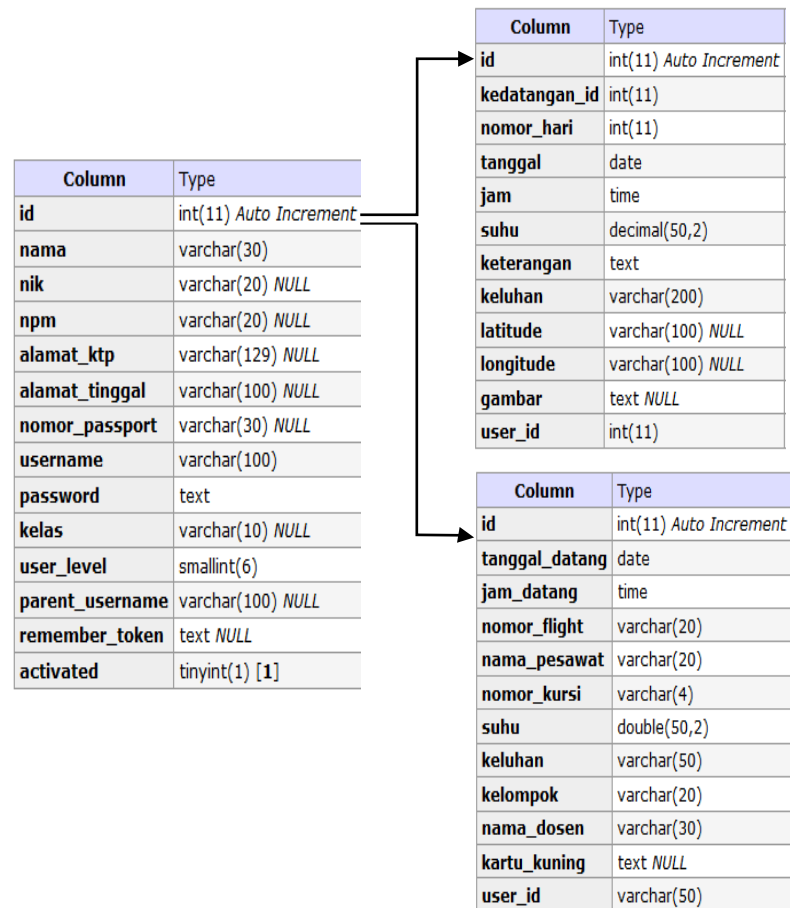 Column Type
id int(11) Auto Increment
nama varchar(30)
nik varchar(20) NULL
npm varchar(20) NULL
alamat_ktp varchar(129) NULL
alamat_tinggal varchar(100) NULL
nomor_passport varchar(30) NULL
username varchar(100)
password text
kelas varchar(10) NULL
user_level smallint(6)
parent_username varchar(100) NULL
remember_token text NULL
activated tinyint(1) [1]
Column Type
id int(11) Auto Increment
kedatangan_id int(11)
nomor_hari int(11)
tanggal date
jam time
suhu decimal(50,2)
keterangan text
keluhan varchar(200)
latitude varchar(100) NULL
longitude varchar(100) NULL
gambar text NULL
user_id int(11)
Column Type
id int(11) Auto Increment
tanggal_datang date
jam_datang time
nomor_flight varchar(20)
nama_pesawat varchar(20)
nomor_kursi varchar(4)
suhu double(50,2)
keluhan varchar(50)
kelompok varchar(20)
nama_dosen varchar(30)
kartu_kuning text NULL
user_id varchar(50)